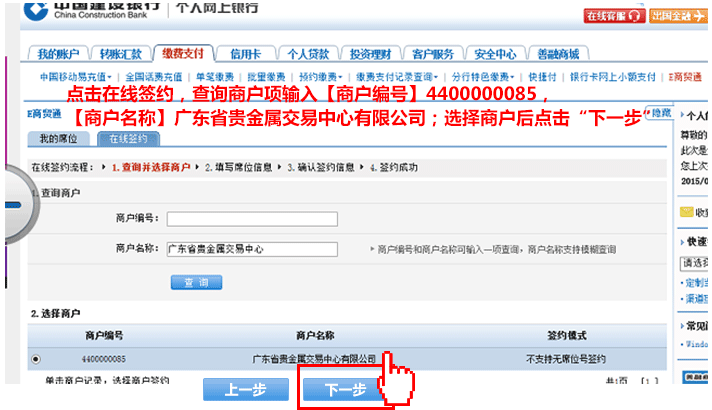 中国建设银行 个人网上银行
China Construction Bank
在线客服 出国金融
我的账户 转账汇款 缴费支付 信用卡 个人贷款 投资理财 客户服务 安全中心 善融商城
中国移动易充值 全国话费充值 单笔缴费 批量缴费 预约缴费 缴费支付记录查询 分行特色缴费 快捷付 银行卡网上小额支付 E商贸通
点击在线签约，查询商户项输入【商户编号】4400000085，
【商户名称】广东省贵金属交易中心有限公司；选择商户后点击“下一步”
E商贸通 隐藏
我的席位 在线签约
在线签约流程： 1.查询并选择商户 2.填写席位信息 3.确认签约信息 4.签约成功
1.查询商户
商户编号：
商户名称： 广东省贵金属交易中心 商户编号和商户名称可输入一项查询，商户名称支持模糊查询
查 询
2.选择商户
商户编号 商户名称 签约模式
4400000085 广东省贵金属交易中心有限公司 不支持无席位号签约
单击商户记录，选择商户签约 共1页 [1]
上一步 下一步
尊敬的
此次是
您上次
2015/0
快速
请选择
定制
渠道
常见
Windo